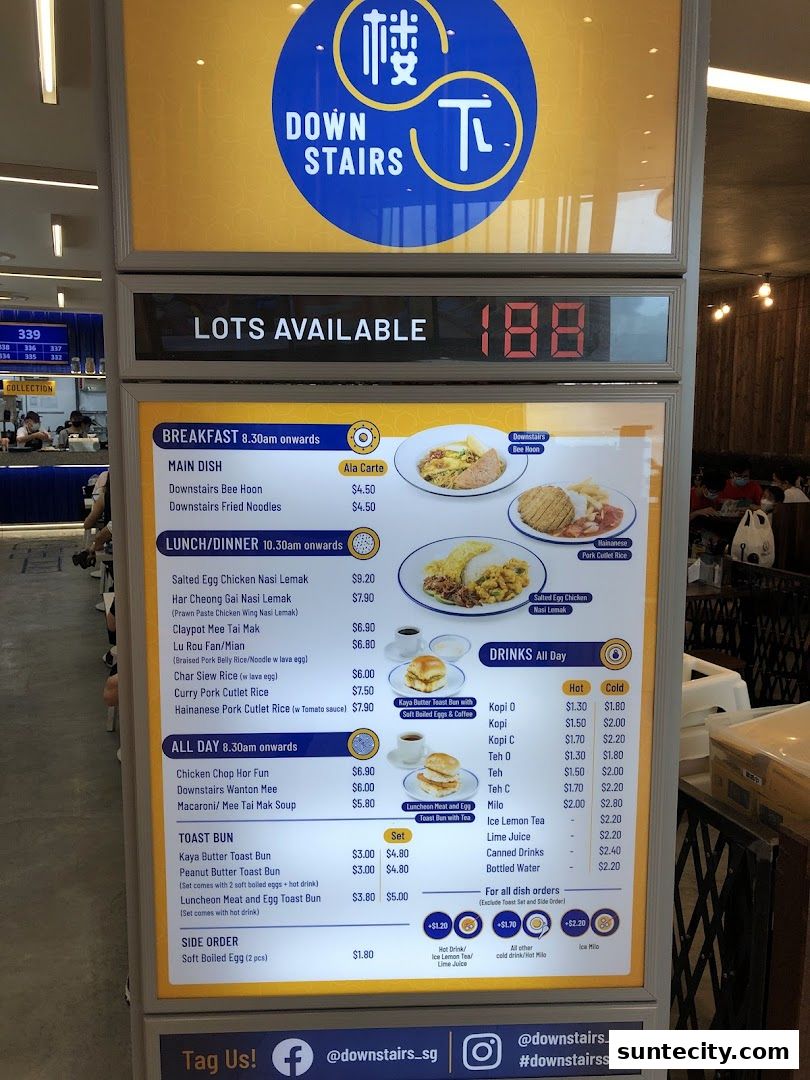 楼下
DOWN
STAIRS
LOTS AVAILABLE 188
339
338 336 337
334 335 332
COLLECTION
BREAKFAST 8.30am onwards
MAIN DISH Ala Carte
Downstairs Bee Hoon $4.50
Downstairs Fried Noodles $4.50
Downstairs
Bee Hoon
LUNCH/DINNER 10.30am onwards
Salted Egg Chicken Nasi Lemak $9.20
Har Cheong Gai Nasi Lemak $7.90
(Prawn Paste Chicken Wing Nasi Lemak)
Claypot Mee Tai Mak $6.90
Lu Rou Fan/Mian $6.80
(Braised Pork Belly Rice/Noodle w lava egg)
Char Siew Rice (w lava egg) $6.00
Curry Pork Cutlet Rice $7.50
Hainanese Pork Cutlet Rice (w Tomato sauce) $7.90
Hainanese
Pork Cutlet Rice
Salted Egg Chicken
Nasi Lemak
Kaya Butter Toast Bun with
Soft Boiled Eggs & Coffee
ALL DAY 8.30am onwards
Chicken Chop Hor Fun $6.90
Downstairs Wanton Mee $6.00
Macaroni/ Mee Tai Mak Soup $5.80
Luncheon Meat and Egg
Toast Bun with Tea
TOAST BUN Set
Kaya Butter Toast Bun $3.00 $4.80
Peanut Butter Toast Bun $3.00 $4.80
(Set comes with 2 soft boiled eggs + hot drink)
Luncheon Meat and Egg Toast Bun $3.80 $5.00
(Set comes with hot drink)
SIDE ORDER
Soft Boiled Egg (2 pcs) $1.80
DRINKS All Day
Hot Cold
Kopi O $1.30 $1.80
Kopi $1.50 $2.00
Kopi C $1.70 $2.20
Teh O $1.30 $1.80
Teh $1.50 $2.00
Teh C $1.70 $2.20
Milo $2.00 $2.80
Ice Lemon Tea - $2.20
Lime Juice - $2.20
Canned Drinks - $2.40
Bottled Water - $2.20
For all dish orders
(Exclude Toast Set and Side Order)
+$1.20 +$1.70 +$2.20
Hot Drink/
Ice Lemon Tea/
Lime Juice
All other
cold drink/Hot Milo
Ice Milo
Tag Us! @downstairs_sg
@downstairs_
#downstairss
suntecity.com